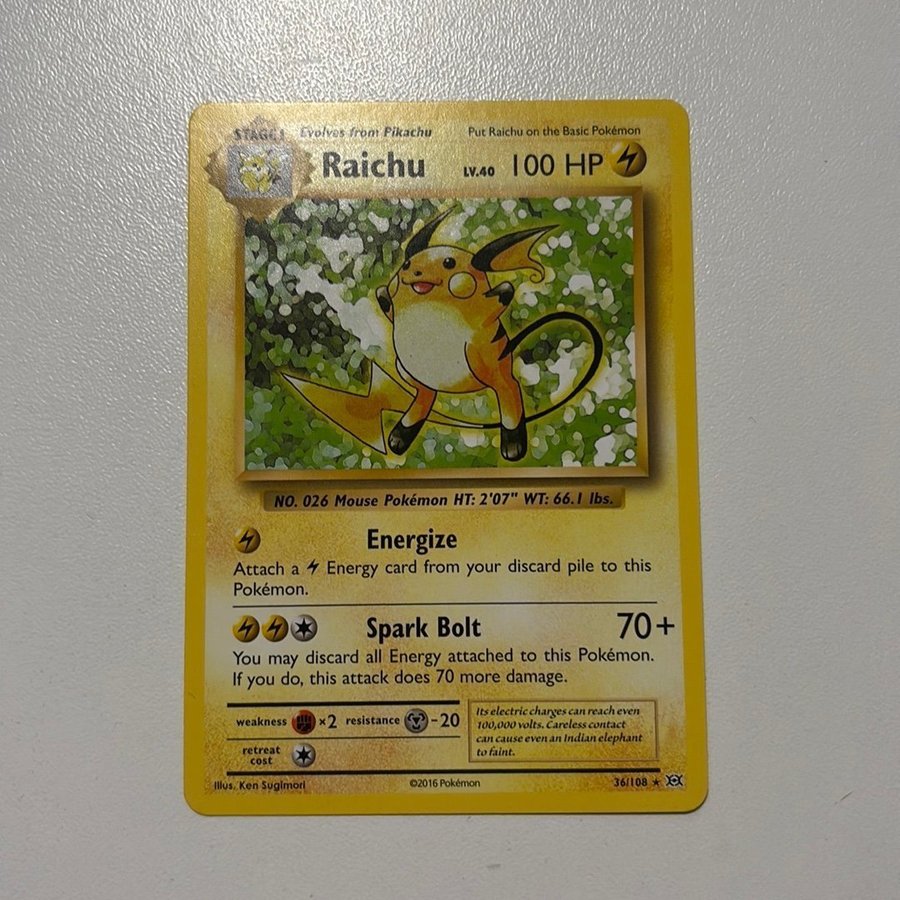 STAGE 1 Evolves from Pikachu Put Raichu on the Basic Pokémon
Raichu LV.40 100 HP
NO. 026 Mouse Pokémon HT: 2'07" WT: 66.1 lbs.
Energize
Attach a Energy card from your discard pile to this
Pokémon.
Spark Bolt 70+
You may discard all Energy attached to this Pokémon.
If you do, this attack does 70 more damage.
weakness ×2 resistance -20
retreat
cost
Its electric charges can reach even
100,000 volts. Careless contact
can cause even an Indian elephant
to faint.
Illus. Ken Sugimori ©2016 Pokémon 36/108 ★